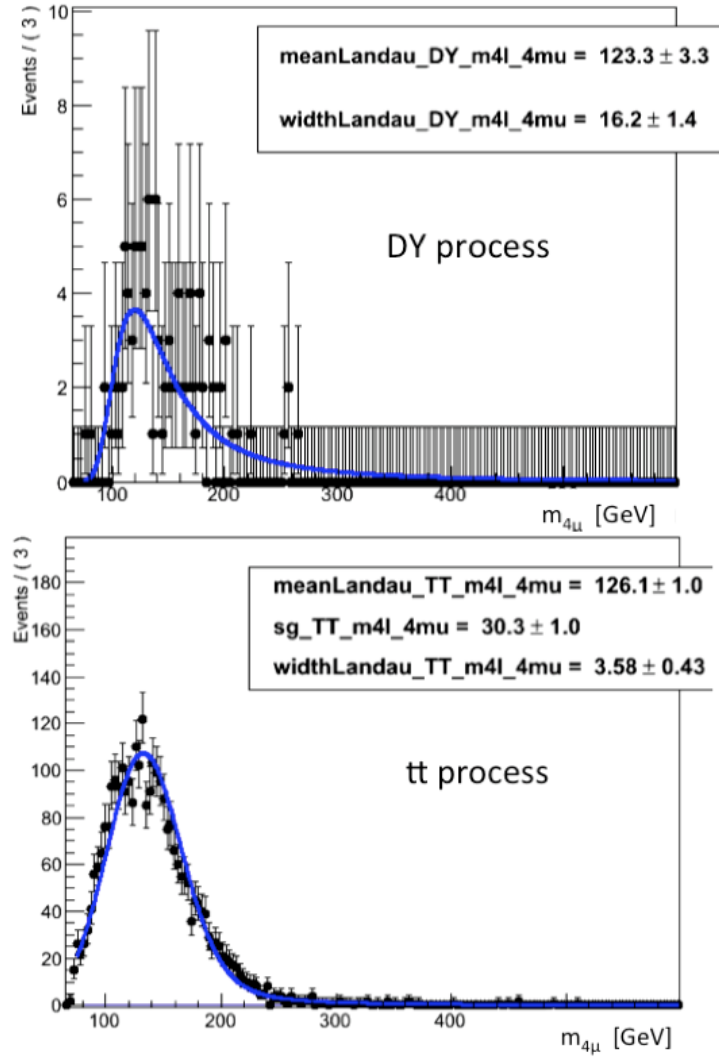 Events / ( 3 )
10
8
6
4
2
0
meanLandau_DY_m4l_4mu = 123.3 ± 3.3
widthLandau_DY_m4l_4mu = 16.2 ± 1.4
DY process
100 200 300 400
m4μ [GeV]
Events / ( 3 )
180
160
140
120
100
80
60
40
20
0
meanLandau_TT_m4l_4mu = 126.1 ± 1.0
sg_TT_m4l_4mu = 30.3 ± 1.0
widthLandau_TT_m4l_4mu = 3.58 ± 0.43
tt process
100 200 300 400
m4μ [GeV]